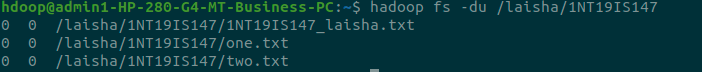 hdoop@admin1-HP-280-G4-MT-Business-PC:~$ hadoop fs -du /laisha/1NT19IS147
0  0  /laisha/1NT19IS147/1NT19IS147_laisha.txt
0  0  /laisha/1NT19IS147/one.txt
0  0  /laisha/1NT19IS147/two.txt